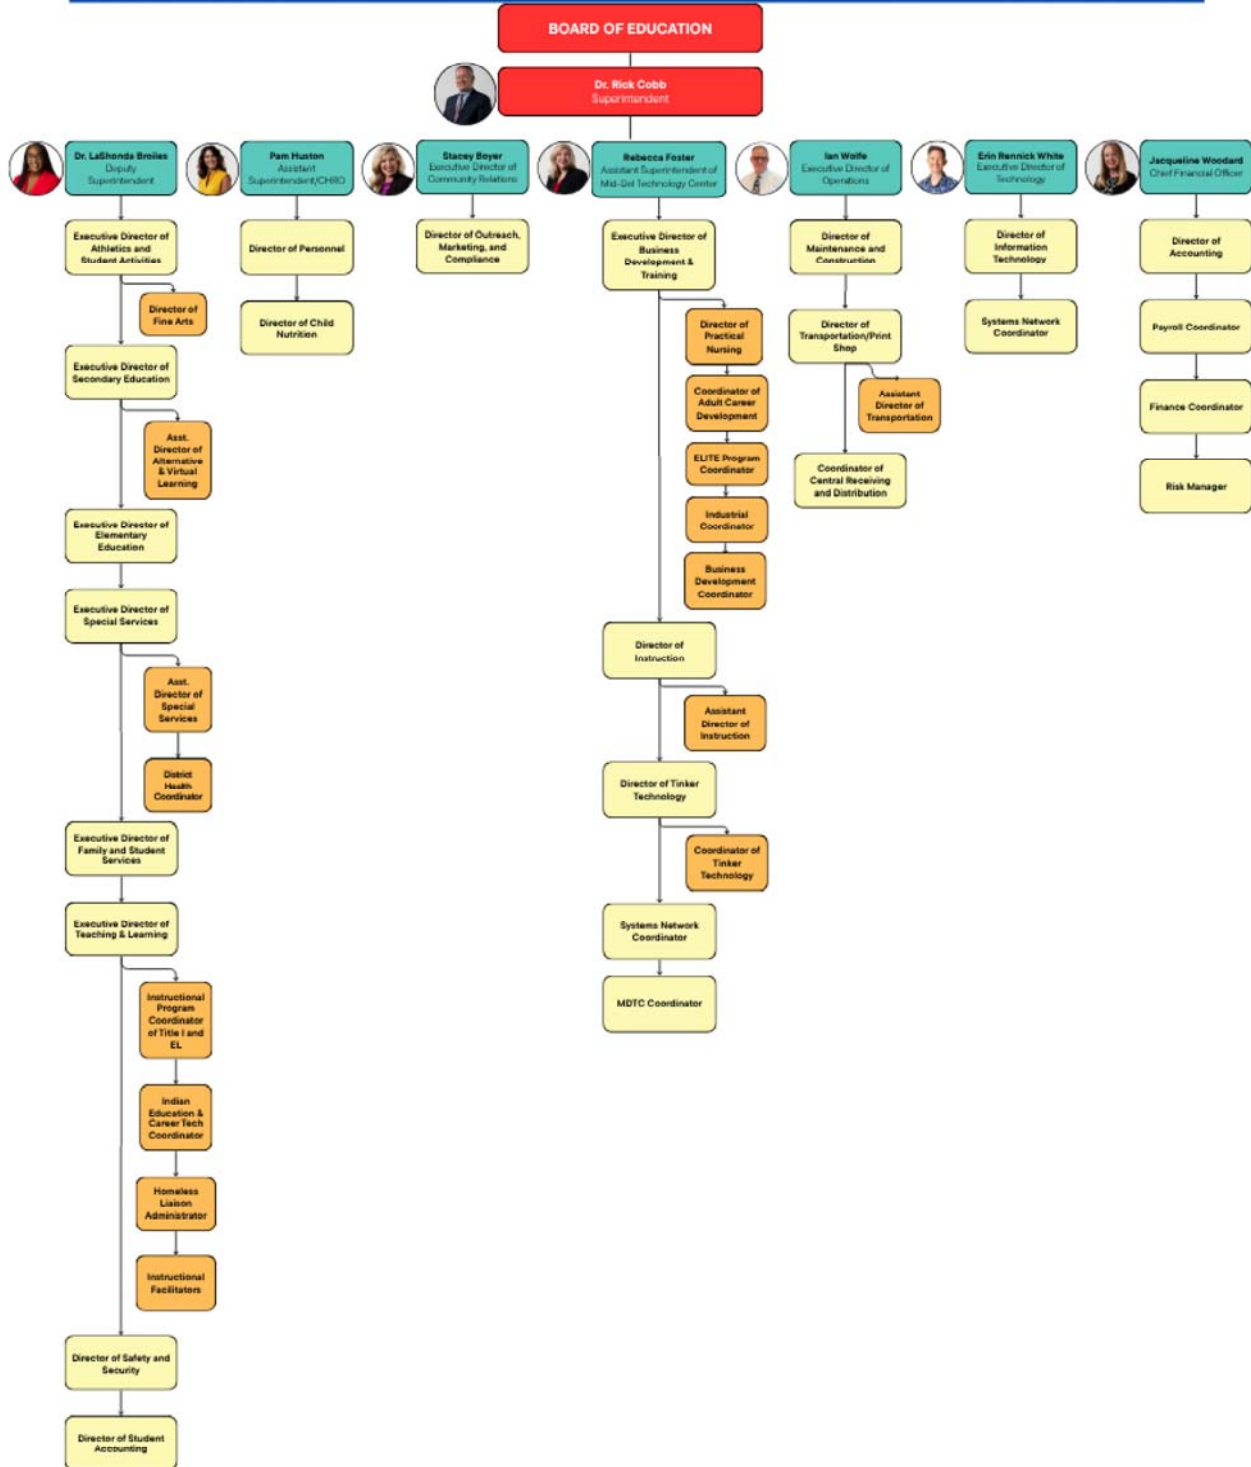 BOARD OF EDUCATION
Dr. Rick Cobb
Superintendent
Dr. LaShonda Broiles
Deputy
Superintendent
Executive Director of
Athletics and
Student Activities
Director of
Fine Arts
Executive Director of
Secondary Education
Asst.
Director of
Alternative
& Virtual
Learning
Executive Director of
Elementary
Education
Executive Director of
Special Services
Asst.
Director of
Special
Services
District
Health
Coordinator
Executive Director of
Family and Student
Services
Executive Director of
Teaching & Learning
Instructional
Program
Coordinator
of Title I and
EL
Indian
Education &
Career Tech
Coordinator
Homeless
Liaison
Administrator
Instructional
Facilitators
Director of Safety and
Security
Director of Student
Accounting
Pam Huston
Assistant
Superintendent/CHRO
Director of Personnel
Director of Child
Nutrition
Stacey Boyer
Executive Director of
Community Relations
Director of Outreach,
Marketing, and
Compliance
Rebecca Foster
Assistant Superintendent of
Mid-Del Technology Center
Executive Director of
Business
Development &
Training
Director of
Practical
Nursing
Coordinator of
Adult Career
Development
ELITE Program
Coordinator
Industrial
Coordinator
Business
Development
Coordinator
Director of
Instruction
Assistant
Director of
Instruction
Director of Tinker
Technology
Coordinator of
Tinker
Technology
Systems Network
Coordinator
MDTC Coordinator
Ian Wolfe
Executive Director of
Operations
Director of
Maintenance and
Construction
Director of
Transportation/Print
Shop
Assistant
Director of
Transportation
Coordinator of
Central Receiving
and Distribution
Erin Rennick White
Executive Director of
Technology
Director of
Information
Technology
Systems Network
Coordinator
Jacqueline Woodard
Chief Financial Officer
Director of
Accounting
Payroll Coordinator
Finance Coordinator
Risk Manager